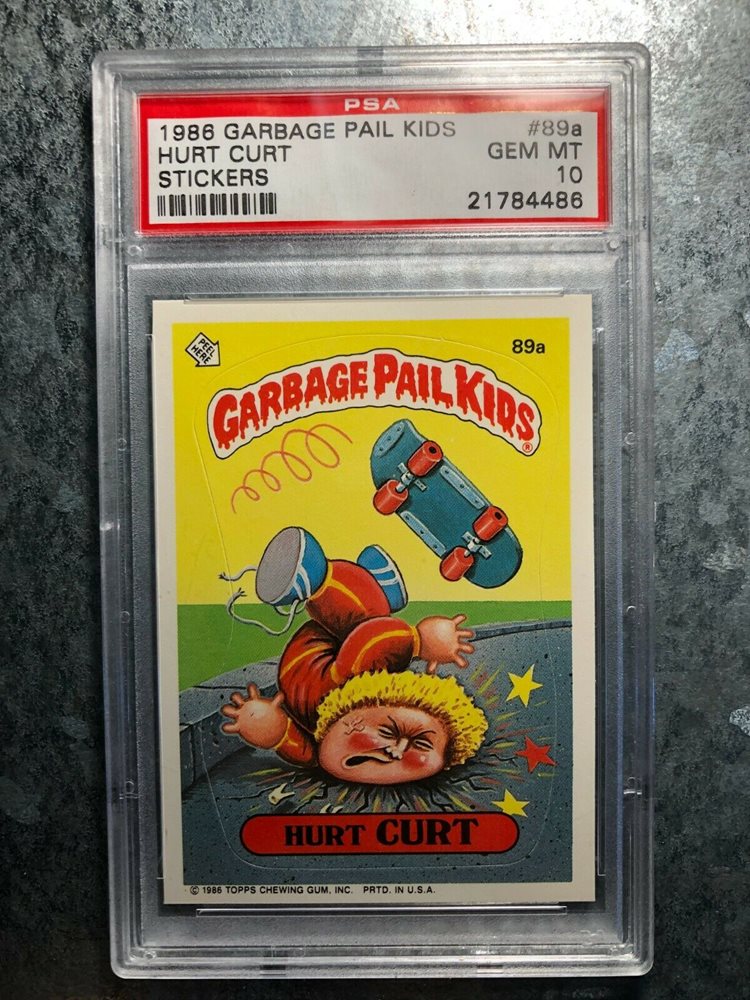 PSA
1986 GARBAGE PAIL KIDS #89a
HURT CURT GEM MT
STICKERS 10
21784486
PEEL HERE
89a
GARBAGE PAIL KIDS®
HURT CURT
© 1986 TOPPS CHEWING GUM, INC. PRTD. IN U.S.A.